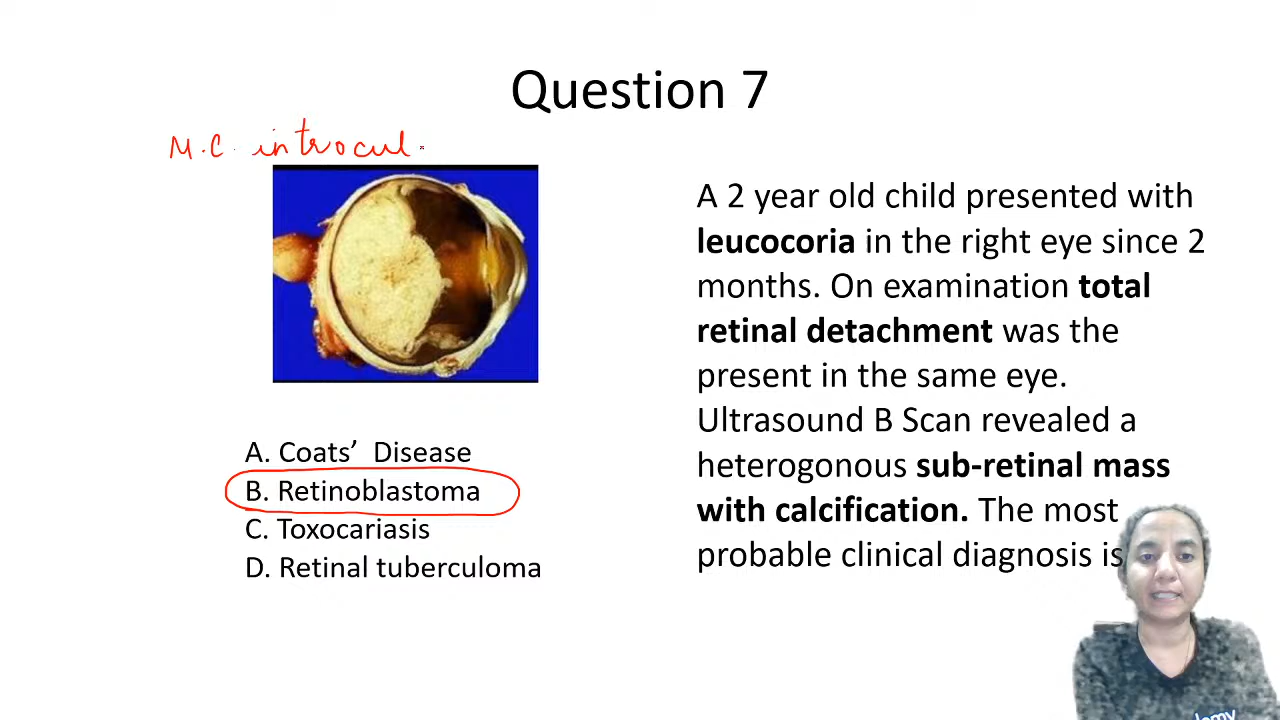 Question 7
M.C. introcul
A 2 year old child presented with
leucocoria in the right eye since 2
months. On examination total
retinal detachment was the
present in the same eye.
Ultrasound B Scan revealed a
heterogonous sub-retinal mass
with calcification. The most
probable clinical diagnosis is
A. Coats’ Disease
B. Retinoblastoma
C. Toxocariasis
D. Retinal tuberculoma